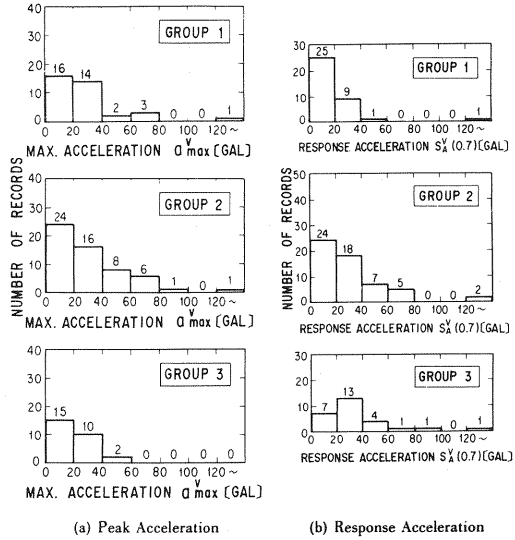 NUMBER OF RECORDS
40
30
20
10
0
GROUP 1
16 14 2 3 0 0 1
0 20 40 60 80 100 120~
MAX. ACCELERATION a^v_max [GAL]
40
30
20
10
0
GROUP 2
24 16 8 6 1 0 1
0 20 40 60 80 100 120~
MAX. ACCELERATION a^v_max [GAL]
40
30
20
10
0
GROUP 3
15 10 2 0 0 0 0
0 20 40 60 80 100 120~
MAX. ACCELERATION a^v_max [GAL]
(a) Peak Acceleration
NUMBER OF RECORDS
30
20
10
0
GROUP 1
25 9 1 0 0 0 1
0 20 40 60 80 100 120~
RESPONSE ACCELERATION S^V_A (0.7) [GAL]
50
40
30
20
10
0
GROUP 2
24 18 7 5 0 0 2
0 20 40 60 80 100 120~
RESPONSE ACCELERATION S^V_A (0.7) [GAL]
30
20
10
0
GROUP 3
7 13 4 1 1 0 1
0 20 40 60 80 100 120~
RESPONSE ACCELERATION S^V_A (0.7) [GAL]
(b) Response Acceleration